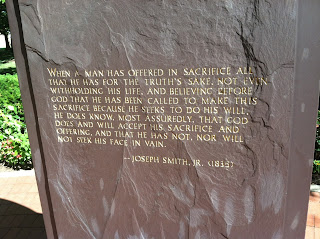 WHEN A MAN HAS OFFERED IN SACRIFICE ALL
THAT HE HAS FOR THE TRUTH'S SAKE, NOT EVEN
WITHHOLDING HIS LIFE, AND BELIEVING BEFORE
GOD THAT HE HAS BEEN CALLED TO MAKE THIS
SACRIFICE BECAUSE HE SEEKS TO DO HIS WILL,
HE DOES KNOW, MOST ASSUREDLY, THAT GOD
DOES AND WILL ACCEPT HIS SACRIFICE AND
OFFERING, AND THAT HE HAS NOT, NOR WILL
NOT SEEK HIS FACE IN VAIN.
-- JOSEPH SMITH, JR. (1835)